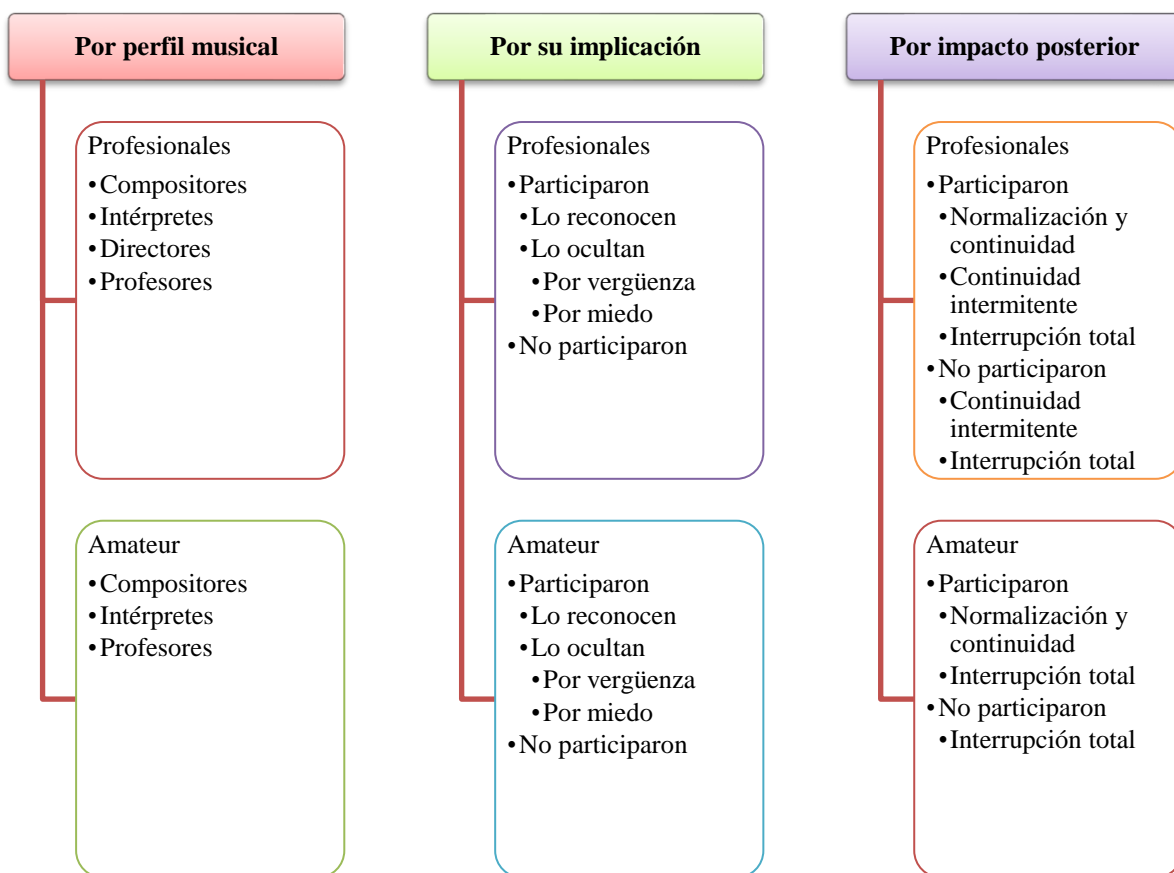 Por perfil musical
Profesionales
•Compositores
•Intérpretes
•Directores
•Profesores
Amateur
•Compositores
•Intérpretes
•Profesores
Por su implicación
Profesionales
•Participaron
•Lo reconocen
•Lo ocultan
•Por vergüenza
•Por miedo
•No participaron
Amateur
•Participaron
•Lo reconocen
•Lo ocultan
•Por vergüenza
•Por miedo
•No participaron
Por impacto posterior
Profesionales
•Participaron
•Normalización y
continuidad
•Continuidad
intermitente
•Interrupción total
•No participaron
•Continuidad
intermitente
•Interrupción total
Amateur
•Participaron
•Normalización y
continuidad
•Interrupción total
•No participaron
•Interrupción total